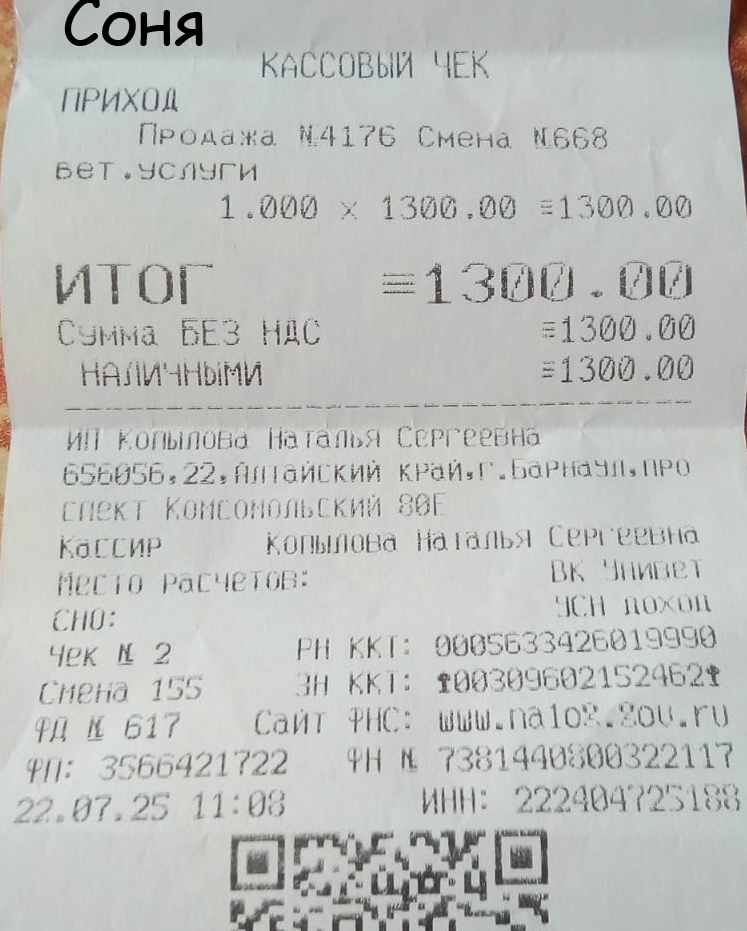 Соня
КАССОВЫЙ ЧЕК
ПРИХОД
Продажа №4176 Смена №668
вет.услуги
1.000 × 1300.00 ≡1300.00
ИТОГ ≡1300.00
Сумма БЕЗ НДС ≡1300.00
НАЛИЧНЫМИ ≡1300.00
ИП Копылова Наталья Сергеевна
656056,22,Алтайский край,г.Барнаул,про
спект Комсомольский 80Е
Кассир Копылова Наталья Сергеевна
Место расчетов: ВК Унивет
СНО: УСН доход
Чек № 2 РН ККТ: 0005633426019990
Смена 155 ЗН ККТ: 00309602152462
ФД № 617 Сайт ФНС: www.nalog.gov.ru
ФП: 3566421722 ФН № 7381440800322117
22.07.25 11:08 ИНН: 222404725188